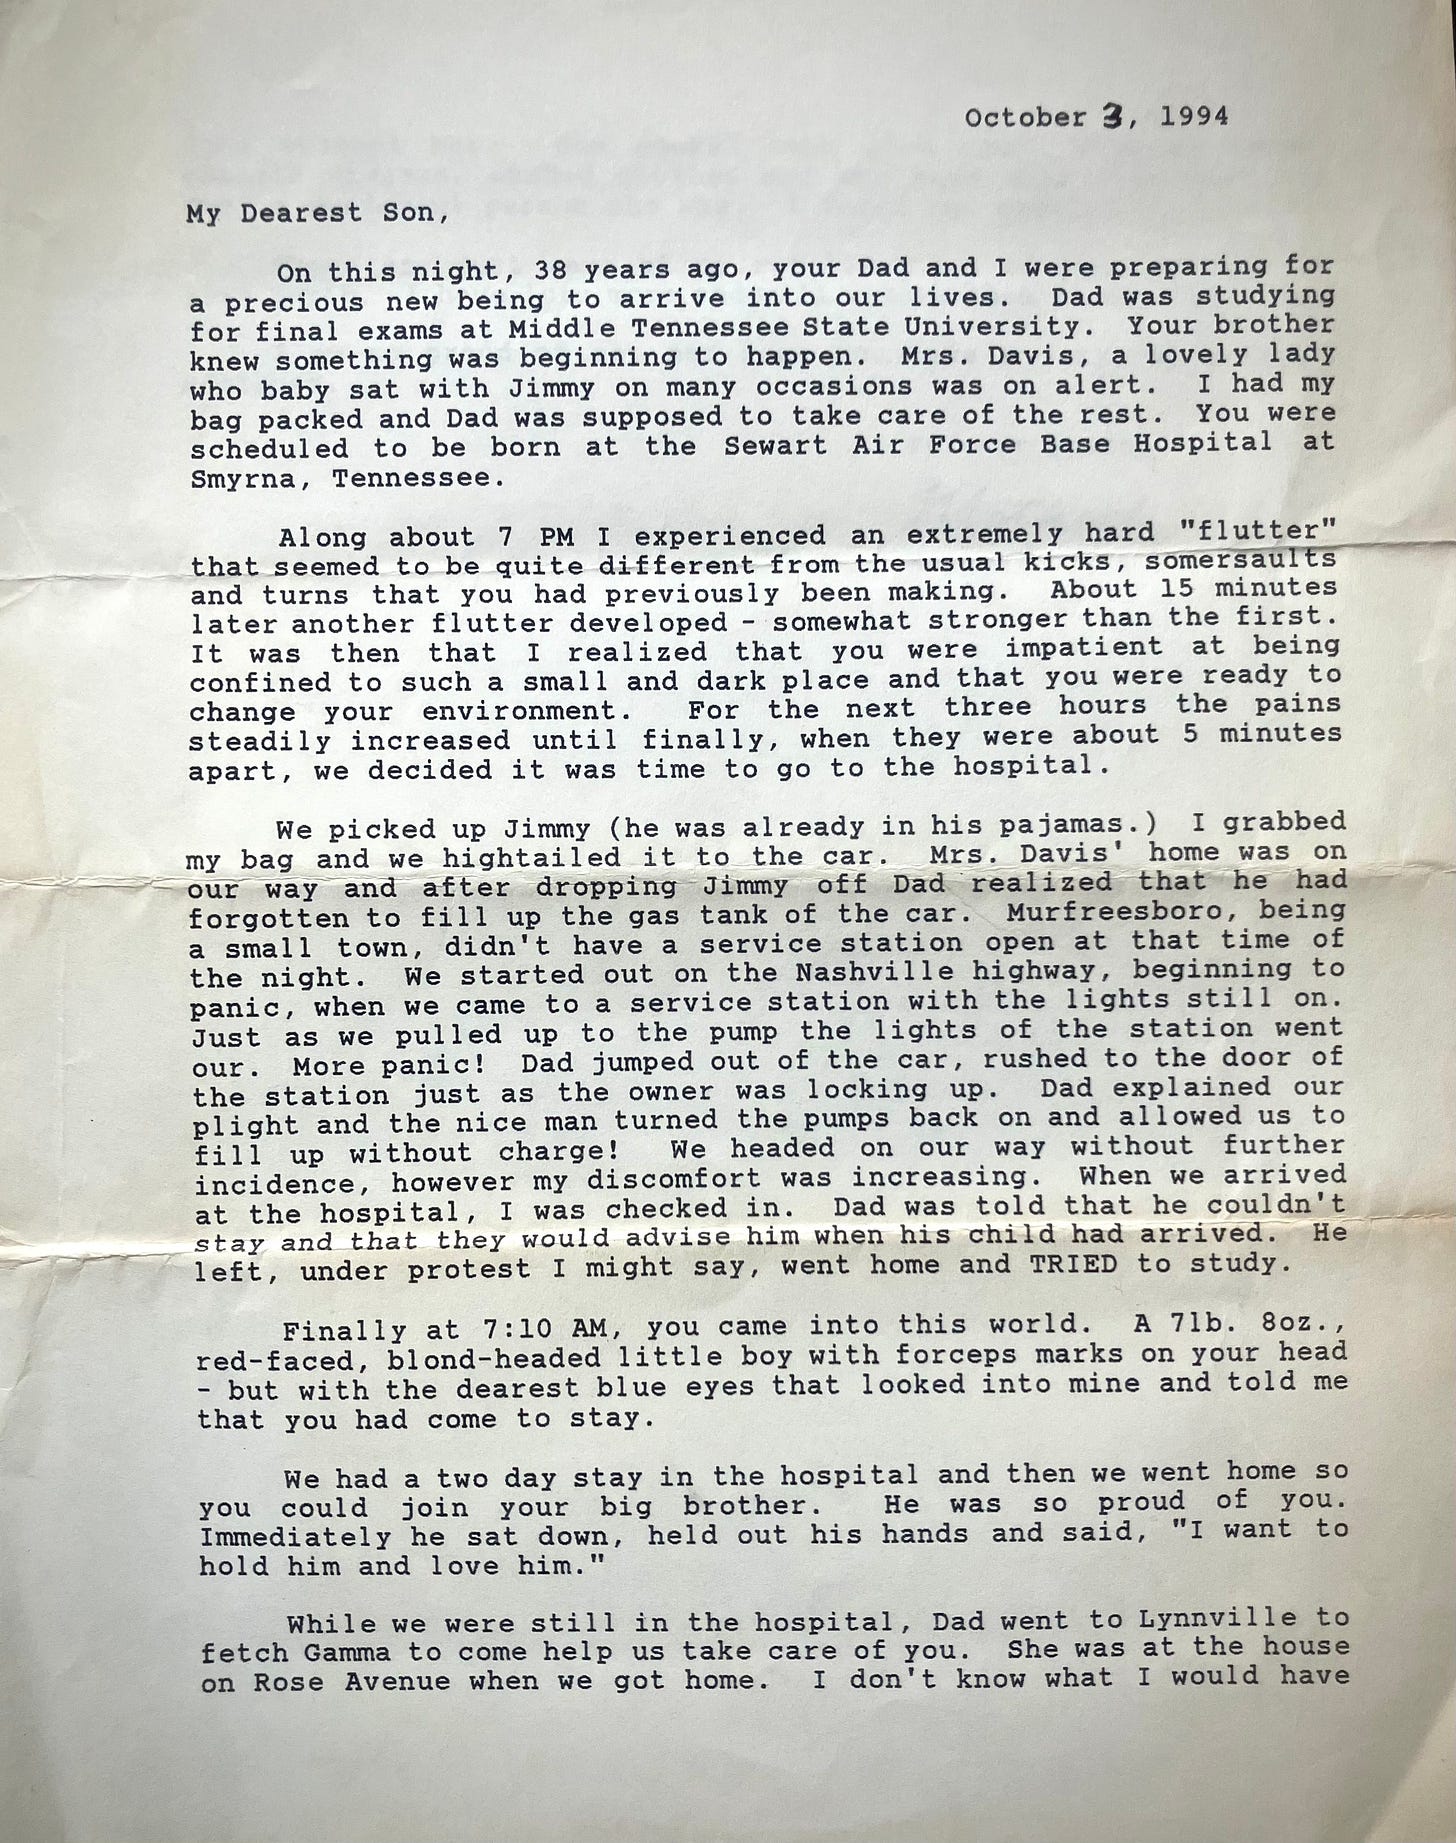 October 3, 1994
My Dearest Son,
On this night, 38 years ago, your Dad and I were preparing for
a precious new being to arrive into our lives. Dad was studying
for final exams at Middle Tennessee State University. Your brother
knew something was beginning to happen. Mrs. Davis, a lovely lady
who baby sat with Jimmy on many occasions was on alert. I had my
bag packed and Dad was supposed to take care of the rest. You were
scheduled to be born at the Sewart Air Force Base Hospital at
Smyrna, Tennessee.
Along about 7 PM I experienced an extremely hard "flutter"
that seemed to be quite different from the usual kicks, somersaults
and turns that you had previously been making. About 15 minutes
later another flutter developed - somewhat stronger than the first.
It was then that I realized that you were impatient at being
confined to such a small and dark place and that you were ready to
change your environment. For the next three hours the pains
steadily increased until finally, when they were about 5 minutes
apart, we decided it was time to go to the hospital.
We picked up Jimmy (he was already in his pajamas.) I grabbed
my bag and we hightailed it to the car. Mrs. Davis' home was on
our way and after dropping Jimmy off Dad realized that he had
forgotten to fill up the gas tank of the car. Murfreesboro, being
a small town, didn't have a service station open at that time of
the night. We started out on the Nashville highway, beginning to
panic, when we came to a service station with the lights still on.
Just as we pulled up to the pump the lights of the station went
our. More panic! Dad jumped out of the car, rushed to the door of
the station just as the owner was locking up. Dad explained our
plight and the nice man turned the pumps back on and allowed us to
fill up without charge! We headed on our way without further
incidence, however my discomfort was increasing. When we arrived
at the hospital, I was checked in. Dad was told that he couldn't
stay and that they would advise him when his child had arrived. He
left, under protest I might say, went home and TRIED to study.
Finally at 7:10 AM, you came into this world. A 7lb. 8oz.,
red-faced, blond-headed little boy with forceps marks on your head
- but with the dearest blue eyes that looked into mine and told me
that you had come to stay.
We had a two day stay in the hospital and then we went home so
you could join your big brother. He was so proud of you.
Immediately he sat down, held out his hands and said, "I want to
hold him and love him."
While we were still in the hospital, Dad went to Lynnville to
fetch Gamma to come help us take care of you. She was at the house
on Rose Avenue when we got home. I don't know what I would have